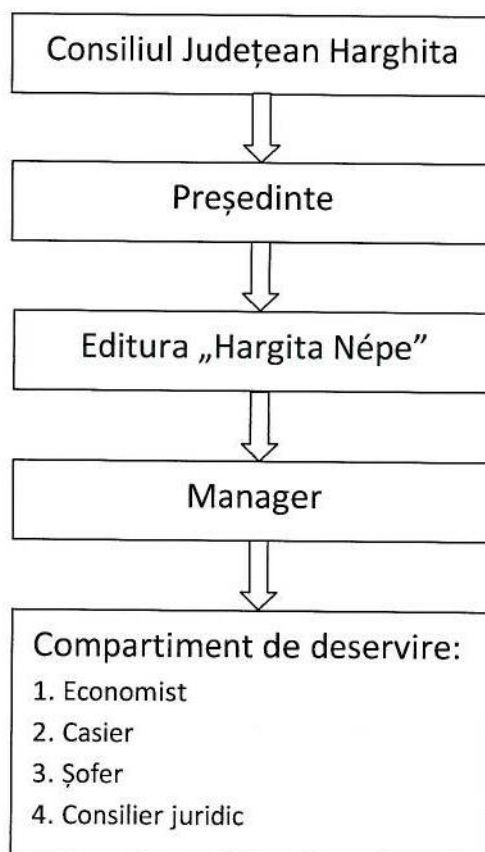 Consiliul Județean Harghita
Președinte
Editura „Hargita Népe”
Manager
Compartiment de deservire:
1. Economist
2. Casier
3. Șofer
4. Consilier juridic